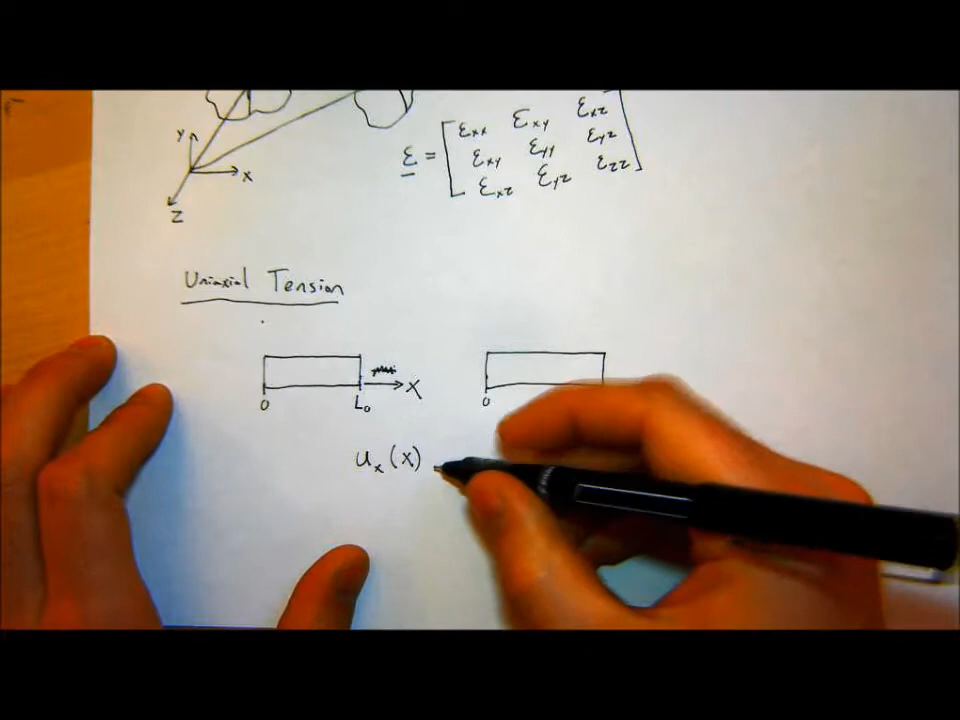 Y
X
Z
ε = [ εxx εxy εxz
εxy εyy εyz
εxz εyz εzz ]
Uniaxial Tension
0 L₀ X 0
uₓ(X)